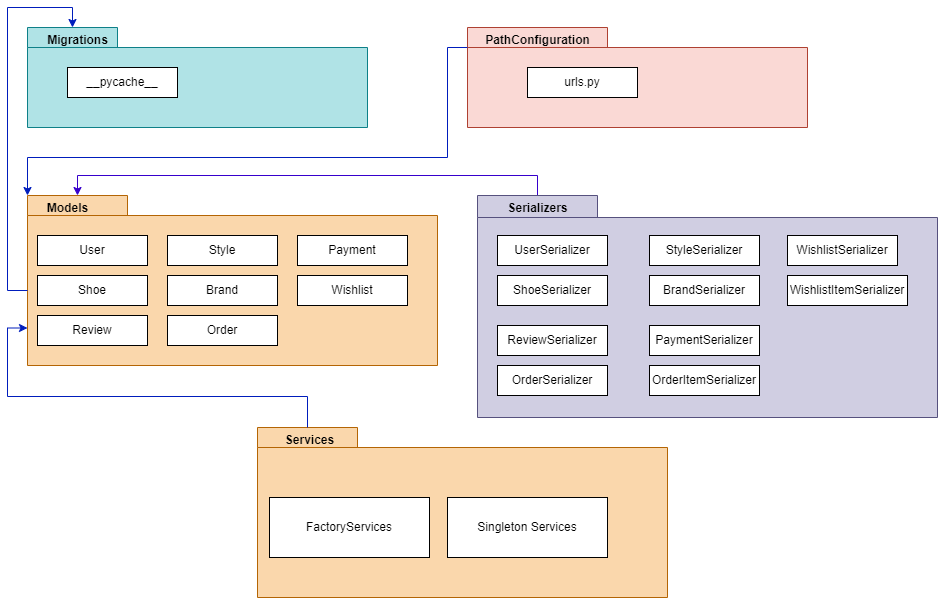 Migrations
__pycache__
PathConfiguration
urls.py
Models
User
Style
Payment
Shoe
Brand
Wishlist
Review
Order
Serializers
UserSerializer
StyleSerializer
WishlistSerializer
ShoeSerializer
BrandSerializer
WishlistItemSerializer
ReviewSerializer
PaymentSerializer
OrderSerializer
OrderItemSerializer
Services
FactoryServices
Singleton Services